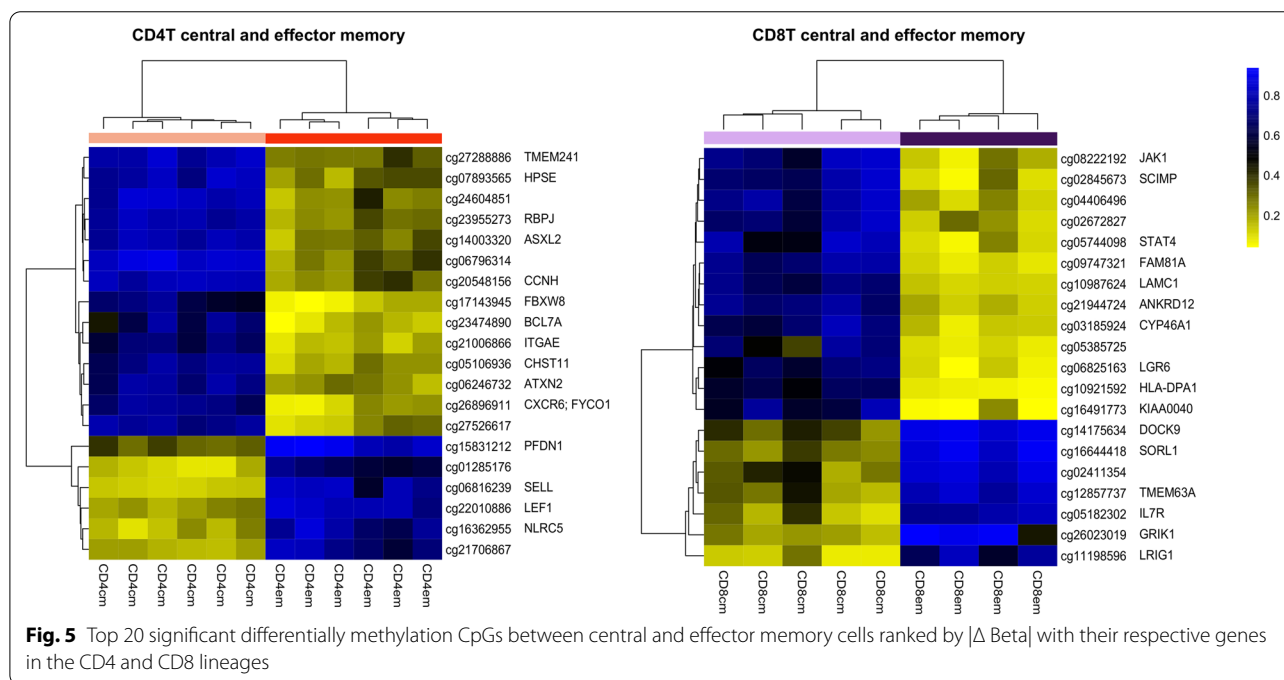 CD4T central and effector memory
cg27288886 TMEM241
cg07893565 HPSE
cg24604851
cg23955273 RBPJ
cg14003320 ASXL2
cg06796314
cg20548156 CCNH
cg17143945 FBXW8
cg23474890 BCL7A
cg21006866 ITGAE
cg05106936 CHST11
cg06246732 ATXN2
cg26896911 CXCR6; FYCO1
cg27526617
cg15831212 PFDN1
cg01285176
cg06816239 SELL
cg22010886 LEF1
cg16362955 NLRC5
cg21706867
CD4cm
CD4cm
CD4cm
CD4cm
CD4cm
CD4cm
CD4em
CD4em
CD4em
CD4em
CD4em
CD4em
CD8T central and effector memory
cg08222192 JAK1
cg02845673 SCIMP
cg04406496
cg02672827
cg05744098 STAT4
cg09747321 FAM81A
cg10987624 LAMC1
cg21944724 ANKRD12
cg03185924 CYP46A1
cg05385725
cg06825163 LGR6
cg10921592 HLA-DPA1
cg16491773 KIAA0040
cg14175634 DOCK9
cg16644418 SORL1
cg02411354
cg12857737 TMEM63A
cg05182302 IL7R
cg26023019 GRIK1
cg11198596 LRIG1
CD8cm
CD8cm
CD8cm
CD8cm
CD8cm
CD8em
CD8em
CD8em
CD8em
0.8
0.6
0.4
0.2
Fig. 5 Top 20 significant differentially methylation CpGs between central and effector memory cells ranked by |Δ Beta| with their respective genes
in the CD4 and CD8 lineages